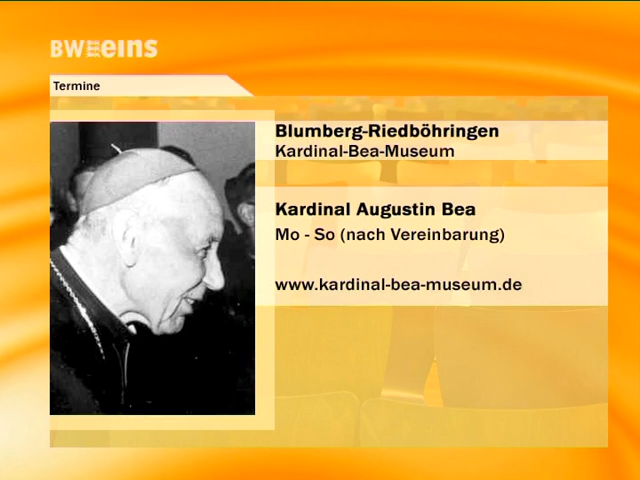 BW eins
Termine
Blumberg-Riedböhringen
Kardinal-Bea-Museum
Kardinal Augustin Bea
Mo - So (nach Vereinbarung)
www.kardinal-bea-museum.de